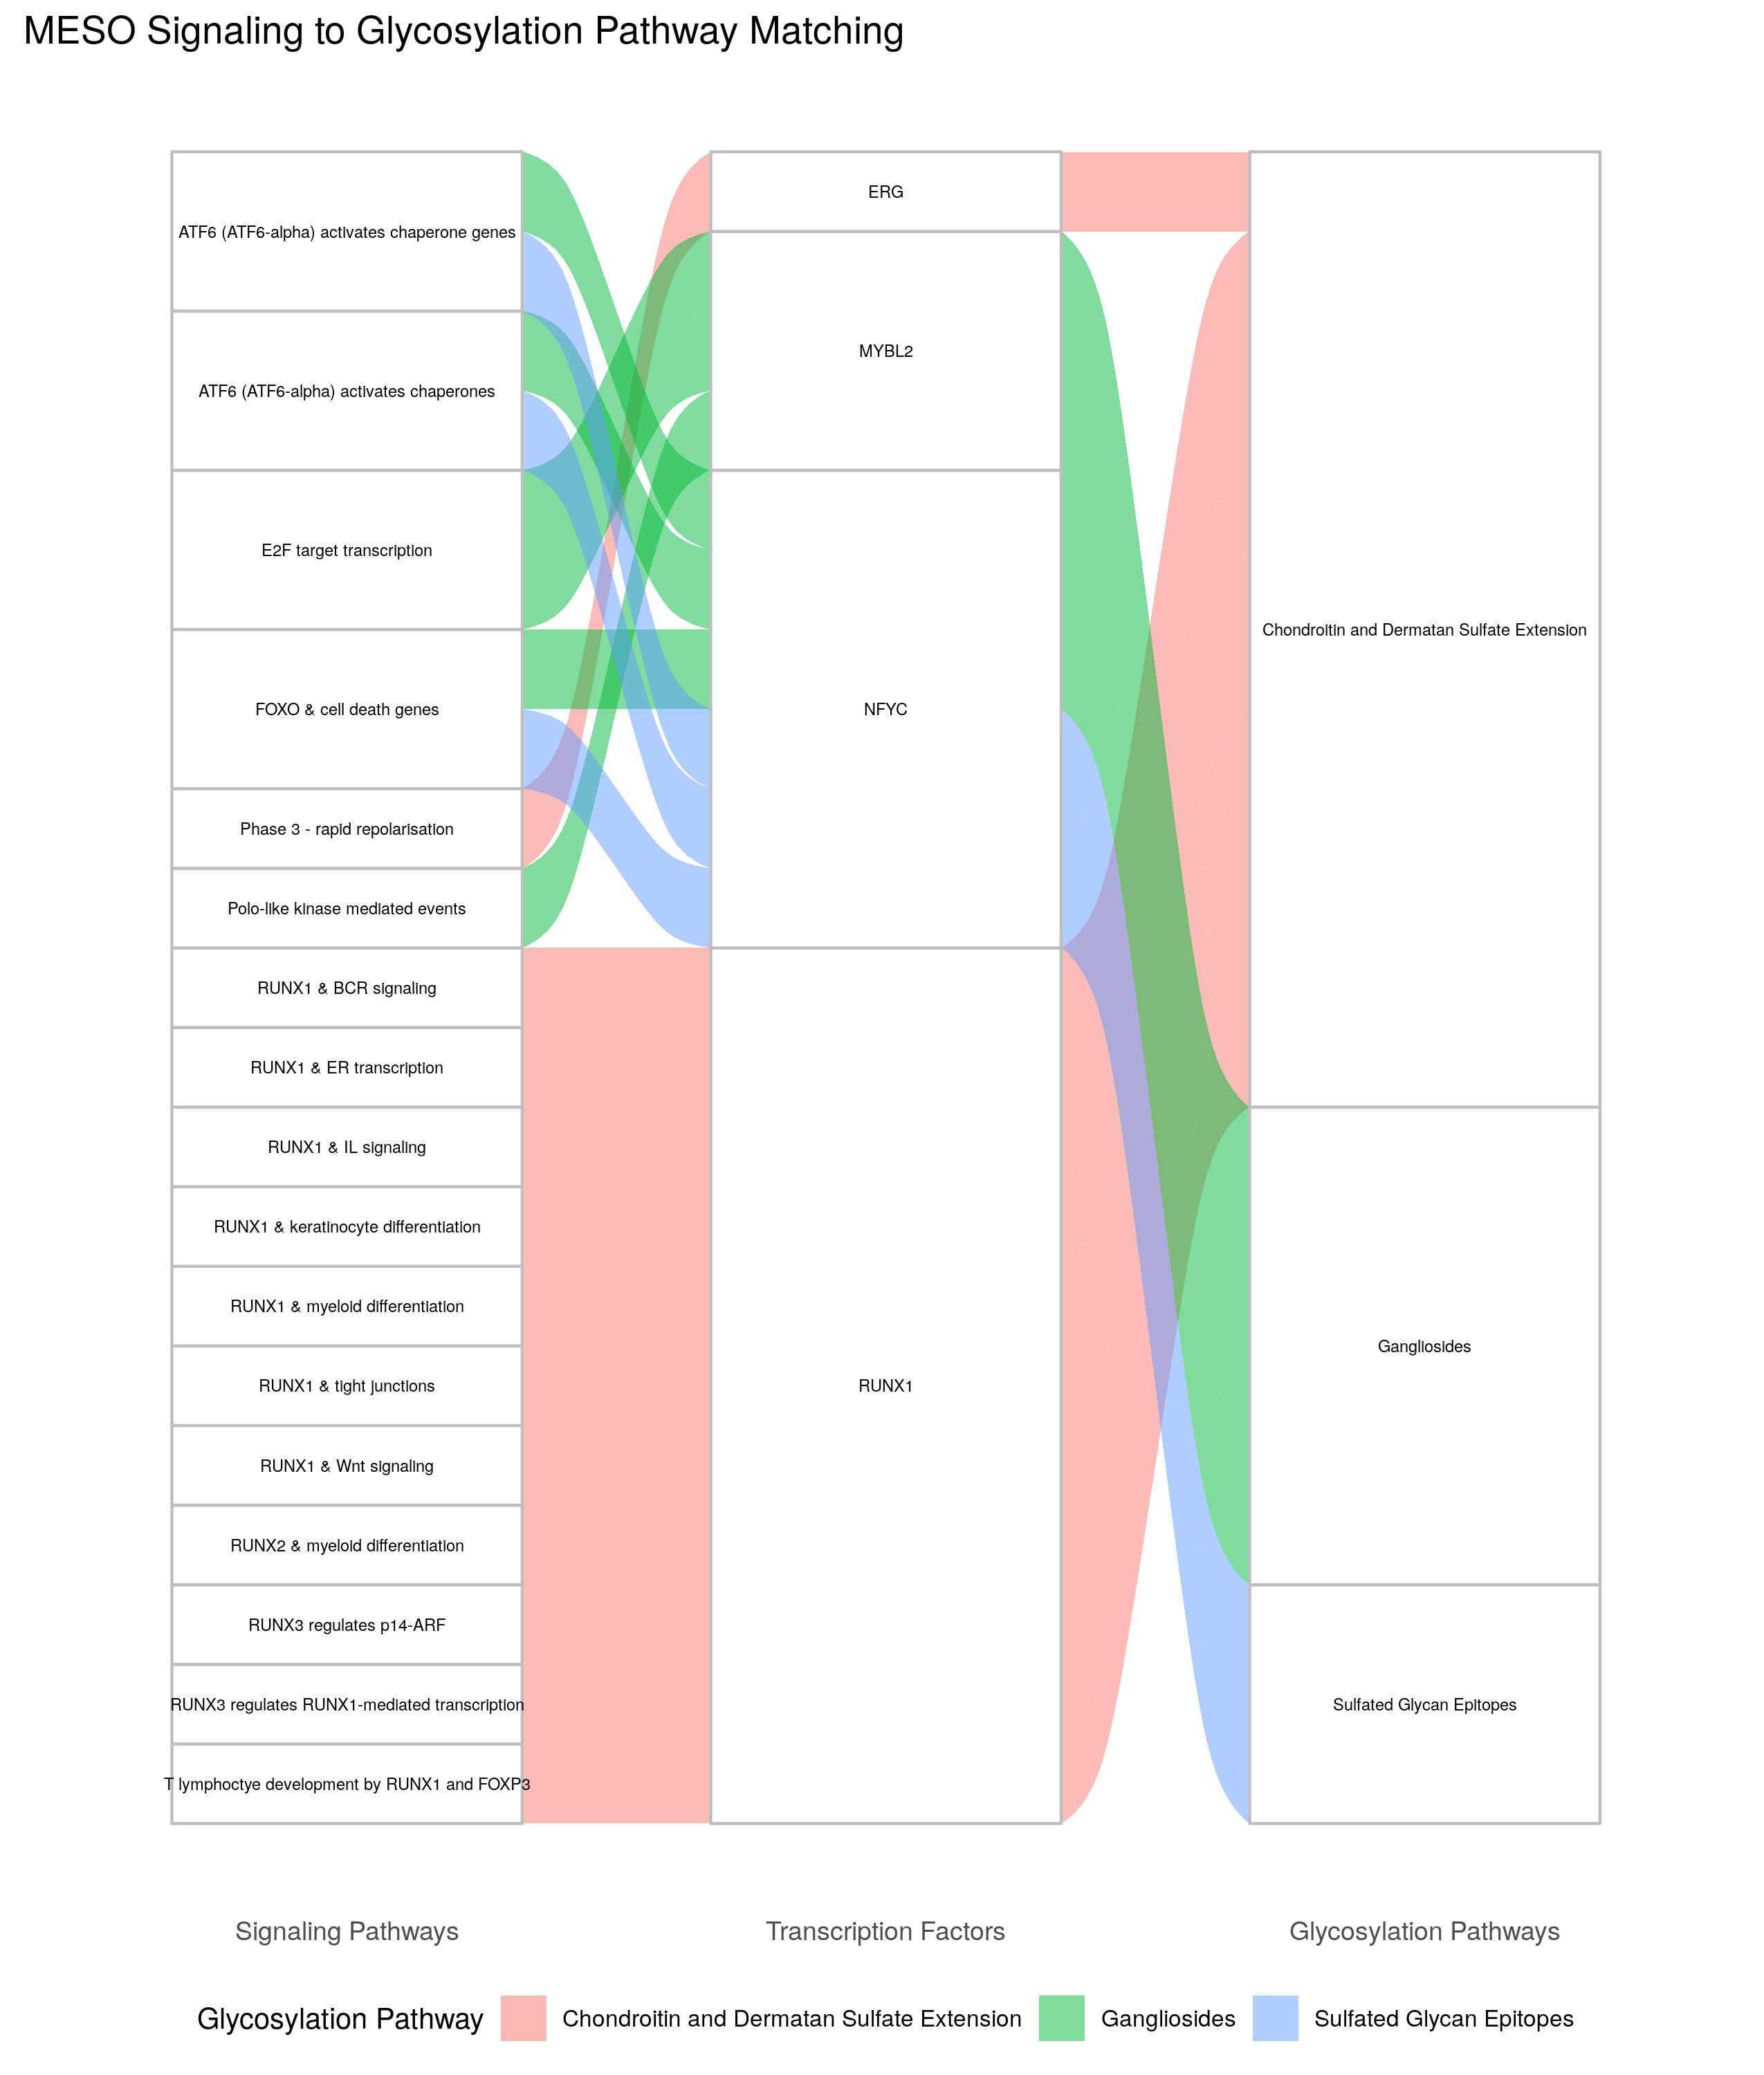 MESO Signaling to Glycosylation Pathway Matching
ATF6 (ATF6-alpha) activates chaperone genes
ATF6 (ATF6-alpha) activates chaperones
E2F target transcription
FOXO & cell death genes
Phase 3 - rapid repolarisation
Polo-like kinase mediated events
RUNX1 & BCR signaling
RUNX1 & ER transcription
RUNX1 & IL signaling
RUNX1 & keratinocyte differentiation
RUNX1 & myeloid differentiation
RUNX1 & tight junctions
RUNX1 & Wnt signaling
RUNX2 & myeloid differentiation
RUNX3 regulates p14-ARF
RUNX3 regulates RUNX1-mediated transcription
T lymphoctye development by RUNX1 and FOXP3
ERG
MYBL2
NFYC
RUNX1
Chondroitin and Dermatan Sulfate Extension
Gangliosides
Sulfated Glycan Epitopes
Signaling Pathways
Transcription Factors
Glycosylation Pathways
Glycosylation Pathway
Chondroitin and Dermatan Sulfate Extension
Gangliosides
Sulfated Glycan Epitopes